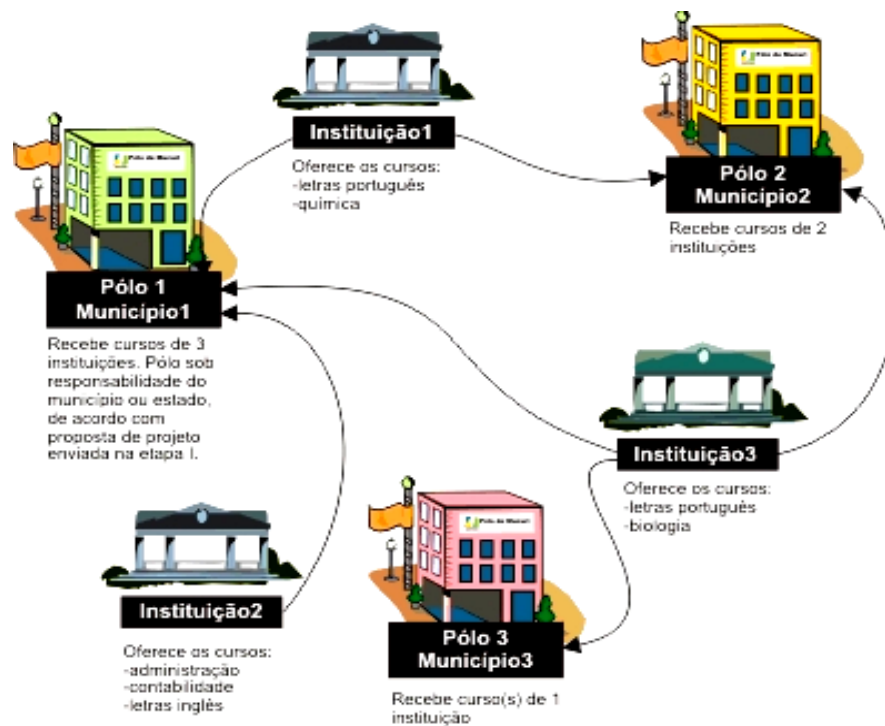 Instituição1
Oferece os cursos:
-letras português
-química
Pólo 2
Município2
Recebe cursos de 2
instituições
Pólo 1
Município1
Recebe cursos de 3
instituições. Pólo sob
responsabilidade do
município ou estado,
de acordo com
proposta de projeto
enviada na etapa I.
Instituição3
Oferece os cursos:
-letras português
-biologia
Instituição2
Oferece os cursos:
-administração
-contabilidade
-letras inglês
Pólo 3
Município3
Recebe curso(s) de 1
instituição